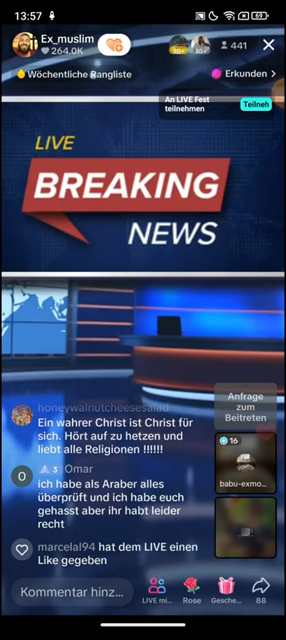 13:57
69
Ex_muslim
264.0K
441
Wöchentliche Rangliste
Erkunden >
An LIVE Fest
teilnehmen
Teilneh
LIVE
BREAKING
NEWS
honeywalnutcheesesalad
Ein wahrer Christ ist Christ für
sich. Hört auf zu hetzen und
liebt alle Religionen !!!!!!
Anfrage
zum
Beitreten
16
babu-exmo...
O
3 Omar
ich habe als Araber alles
überprüft und ich habe euch
gehasst aber ihr habt leider
recht
marcelal94 hat dem LIVE einen
Like gegeben
Kommentar hinz...
LIVE mi...
Rose
Gesche...
88